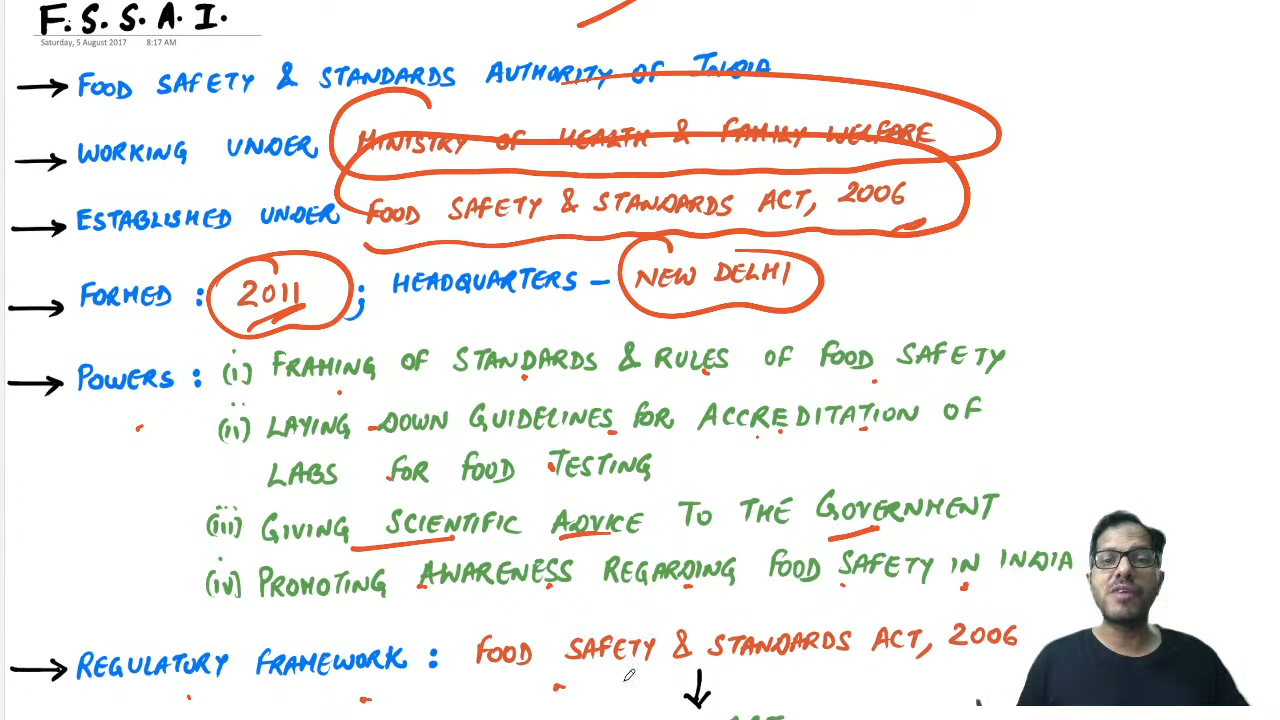 F.S.S.A.I.
Saturday, 5 August 2017 8:17 AM
→ FOOD SAFETY & STANDARDS AUTHORITY OF INDIA
→ WORKING UNDER MINISTRY OF HEALTH & FAMILY WELFARE
→ ESTABLISHED UNDER FOOD SAFETY & STANDARDS ACT, 2006
→ FORMED : 2011 ; HEADQUARTERS – NEW DELHI
→ POWERS : (i) FRAMING OF STANDARDS & RULES OF FOOD SAFETY
(ii) LAYING DOWN GUIDELINES FOR ACCREDITATION OF
LABS FOR FOOD TESTING
(iii) GIVING SCIENTIFIC ADVICE TO THE GOVERNMENT
(iv) PROMOTING AWARENESS REGARDING FOOD SAFETY IN INDIA
→ REGULATORY FRAMEWORK : FOOD SAFETY & STANDARDS ACT, 2006